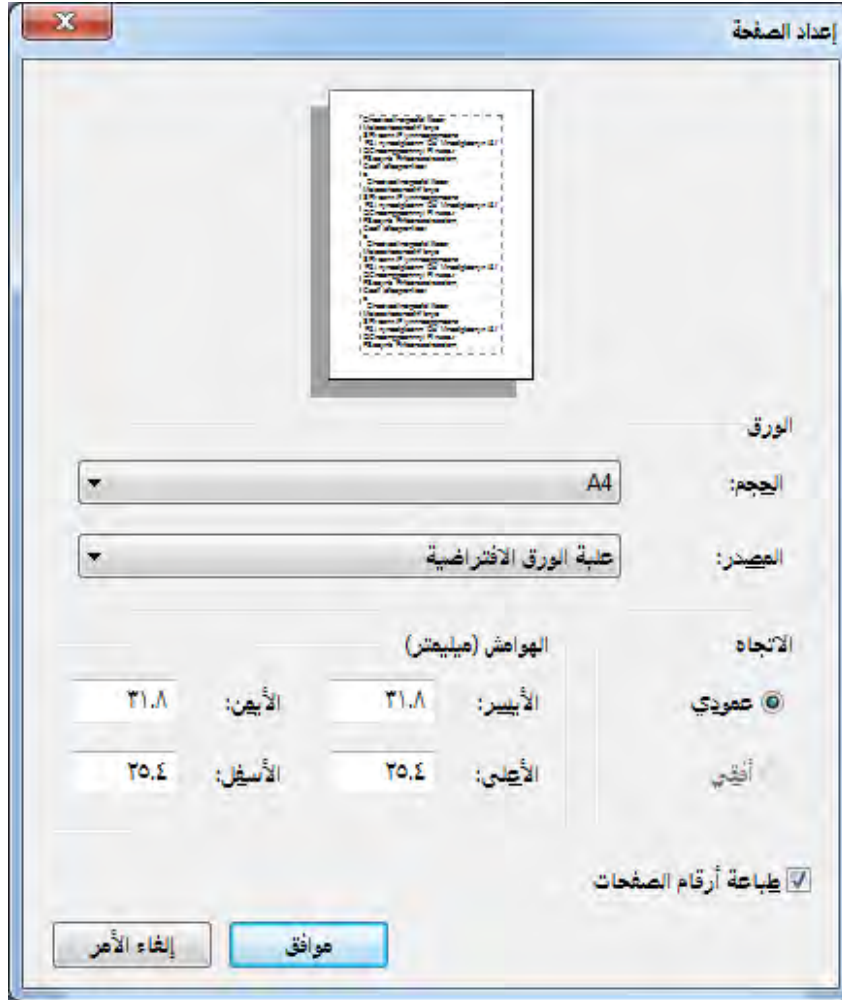 إعداد الصفحة
الورق
الحجم: A4
المصدر: علبة الورق الافتراضية
الاتجاه
الهوامش (ميليمتر)
عمودي
الأيسر: ٣١.٨ الأيمن: ٣١.٨
أفقي
الأعلى: ٢٥.٤ الأسفل: ٢٥.٤
طباعة أرقام الصفحات
موافق إلغاء الأمر